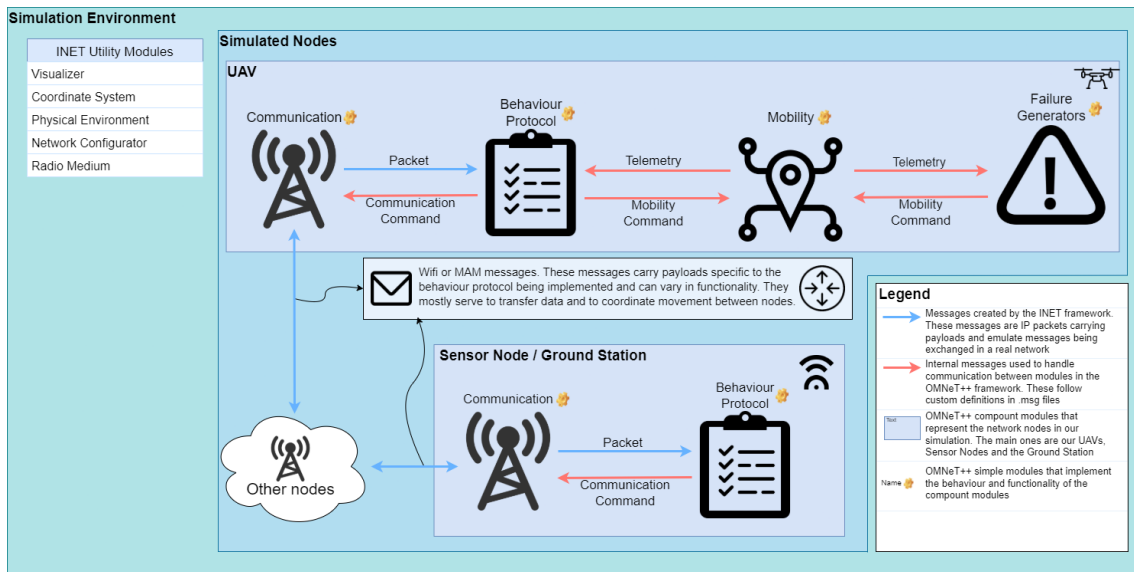 Simulation Environment
INET Utility Modules
Visualizer
Coordinate System
Physical Environment
Network Configurator
Radio Medium
Simulated Nodes
UAV
Communication
Behaviour
Protocol
Mobility
Failure
Generators
Packet
Communication
Command
Telemetry
Mobility
Command
Telemetry
Mobility
Command
Wifi or MAM messages. These messages carry payloads specific to the
behaviour protocol being implemented and can vary in functionality. They
mostly serve to transfer data and to coordinate movement between nodes.
Sensor Node / Ground Station
Communication
Behaviour
Protocol
Packet
Communication
Command
Other nodes
Legend
Messages created by the INET framework.
These messages are IP packets carrying
payloads and emulate messages being
exchanged in a real network
Internal messages used to handle
communication between modules in the
OMNeT++ framework. These follow
custom definitions in .msg files
Text
OMNeT++ compount modules that
represent the network nodes in our
simulation. The main ones are our UAVs,
Sensor Nodes and the Ground Station
Name
OMNeT++ simple modules that implement
the behaviour and functionality of the
compount modules